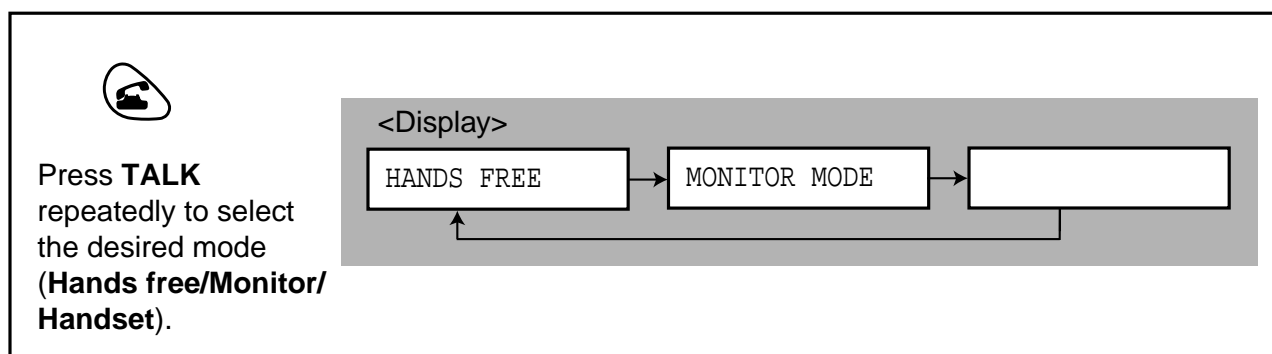 Press TALK
repeatedly to select
the desired mode
(Hands free/Monitor/
Handset).
<Display>
HANDS FREE
MONITOR MODE